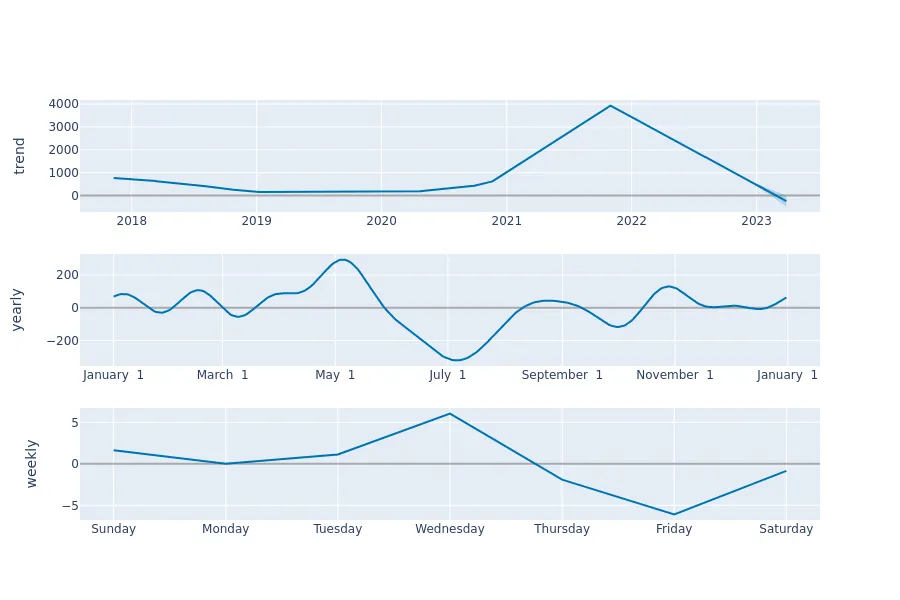 trend
4000
3000
2000
1000
0
2018 2019 2020 2021 2022 2023
yearly
200
0
−200
January 1 March 1 May 1 July 1 September 1 November 1 January 1
weekly
5
0
−5
Sunday Monday Tuesday Wednesday Thursday Friday Saturday